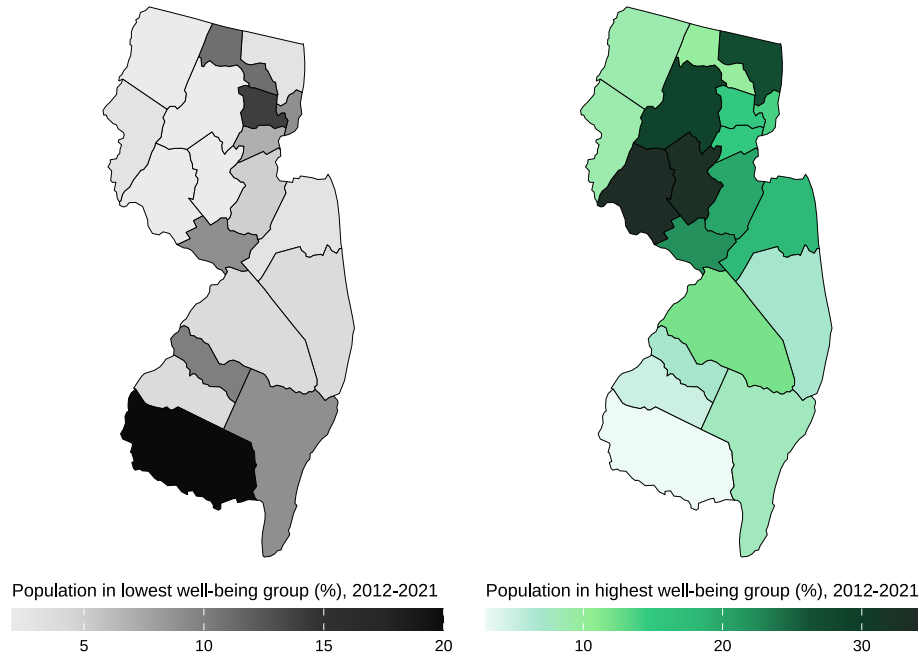 Population in lowest well-being group (%), 2012-2021
5 10 15 20
Population in highest well-being group (%), 2012-2021
10 20 30